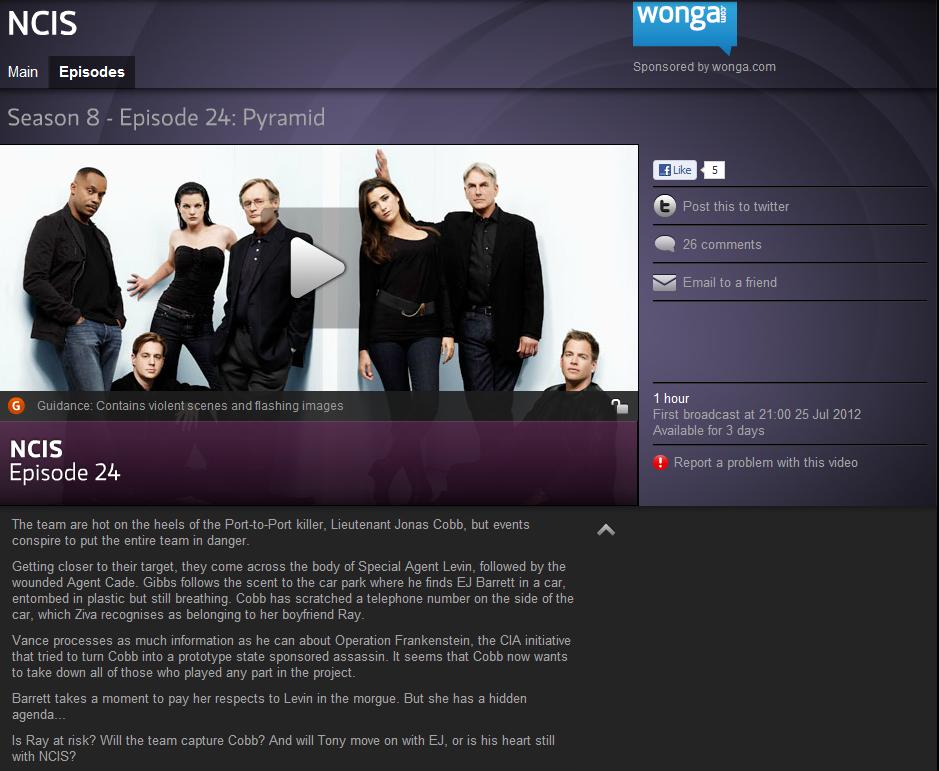 NCIS
wonga.com
Sponsored by wonga.com
Main
Episodes
Season 8 - Episode 24: Pyramid
Like
5
t
Post this to twitter
26 comments
Email to a friend
G
Guidance: Contains violent scenes and flashing images
1 hour
First broadcast at 21:00 25 Jul 2012
Available for 3 days
NCIS
Episode 24
Report a problem with this video
The team are hot on the heels of the Port-to-Port killer, Lieutenant Jonas Cobb, but events
conspire to put the entire team in danger.
Getting closer to their target, they come across the body of Special Agent Levin, followed by the
wounded Agent Cade. Gibbs follows the scent to the car park where he finds EJ Barrett in a car,
entombed in plastic but still breathing. Cobb has scratched a telephone number on the side of the
car, which Ziva recognises as belonging to her boyfriend Ray.
Vance processes as much information as he can about Operation Frankenstein, the CIA initiative
that tried to turn Cobb into a prototype state sponsored assassin. It seems that Cobb now wants
to take down all of those who played any part in the project.
Barrett takes a moment to pay her respects to Levin in the morgue. But she has a hidden
agenda...
Is Ray at risk? Will the team capture Cobb? And will Tony move on with EJ, or is his heart still
with NCIS?